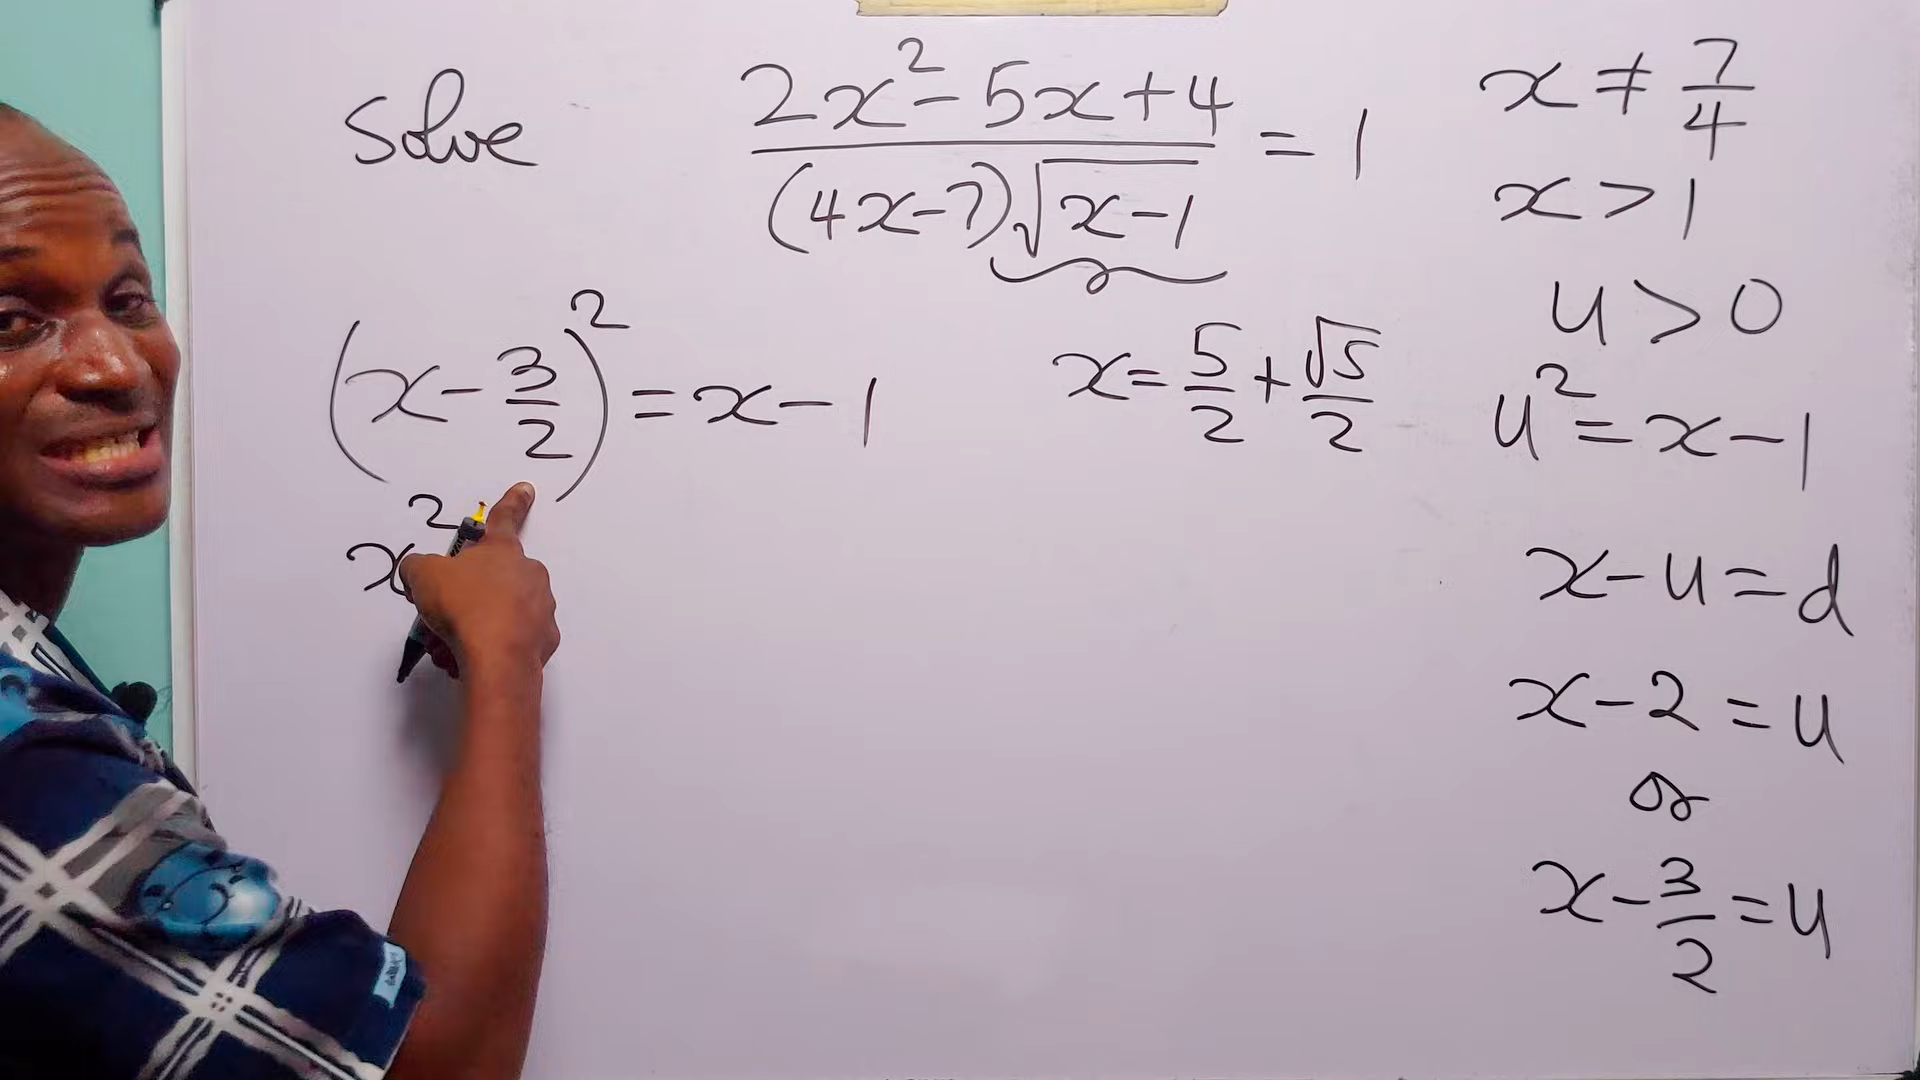 Solve (2x² - 5x + 4) / ((4x - 7)√(x - 1)) = 1
(x - 3/2)² = x - 1
x²
x = 5/2 + √5/2
x ≠ 7/4
x > 1
u > 0
u² = x - 1
x - u = d
x - 2 = u
or
x - 3/2 = u